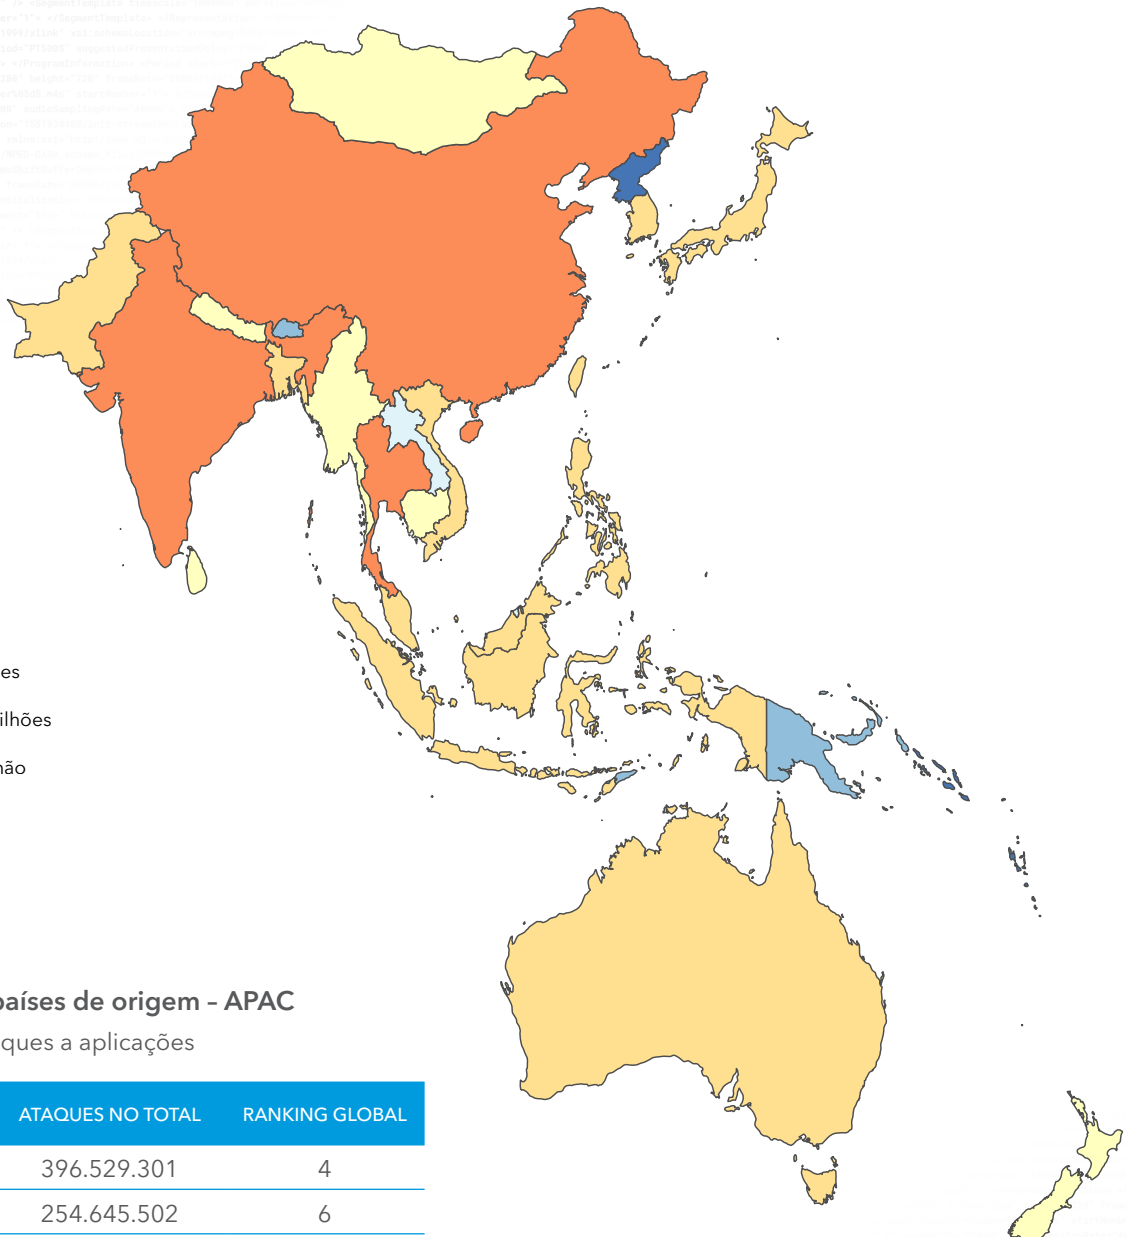 es
ilhões
não
países de origem – APAC
ques a aplicações
ATAQUES NO TOTAL RANKING GLOBAL
396.529.301 4
254.645.502 6